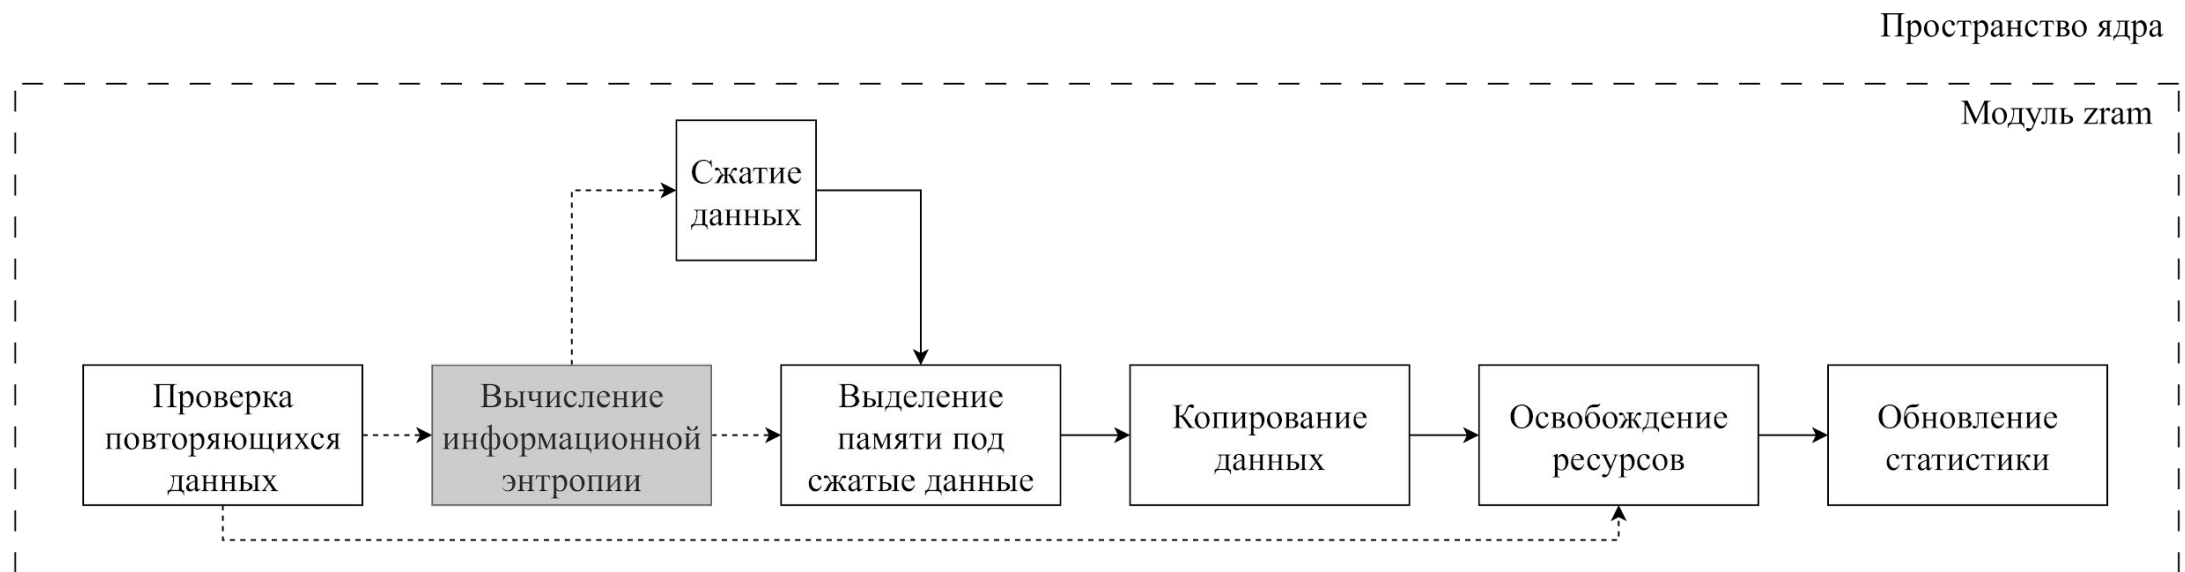 Пространство ядра
Модуль zram
Сжатие
данных
Проверка
повторяющихся
данных
Вычисление
информационной
энтропии
Выделение
памяти под
сжатые данные
Копирование
данных
Освобождение
ресурсов
Обновление
статистики